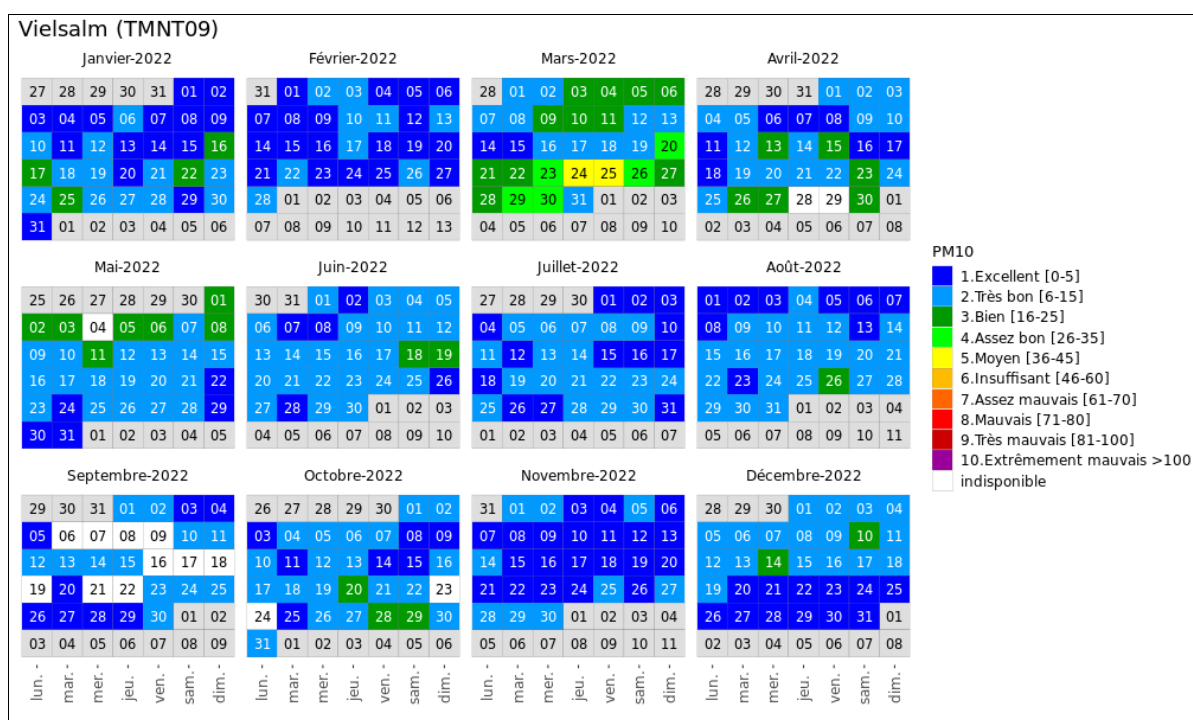 Vielsalm (TMNT09)
Janvier-2022 Février-2022 Mars-2022 Avril-2022
27 28 29 30 31 01 02 31 01 02 03 04 05 06 28 01 02 03 04 05 06 28 29 30 31 01 02 03
03 04 05 06 07 08 09 07 08 09 10 11 12 13 07 08 09 10 11 12 13 04 05 06 07 08 09 10
10 11 12 13 14 15 16 14 15 16 17 18 19 20 14 15 16 17 18 19 20 11 12 13 14 15 16 17
17 18 19 20 21 22 23 21 22 23 24 25 26 27 21 22 23 24 25 26 27 18 19 20 21 22 23 24
24 25 26 27 28 29 30 28 01 02 03 04 05 06 28 29 30 31 01 02 03 25 26 27 28 29 30 01
31 01 02 03 04 05 06 07 08 09 10 11 12 13 04 05 06 07 08 09 10 02 03 04 05 06 07 08
Mai-2022 Juin-2022 Juillet-2022 Août-2022
25 26 27 28 29 30 01 30 31 01 02 03 04 05 27 28 29 30 01 02 03 01 02 03 04 05 06 07
02 03 04 05 06 07 08 06 07 08 09 10 11 12 04 05 06 07 08 09 10 08 09 10 11 12 13 14
09 10 11 12 13 14 15 13 14 15 16 17 18 19 11 12 13 14 15 16 17 15 16 17 18 19 20 21
16 17 18 19 20 21 22 20 21 22 23 24 25 26 18 19 20 21 22 23 24 22 23 24 25 26 27 28
23 24 25 26 27 28 29 27 28 29 30 01 02 03 25 26 27 28 29 30 31 29 30 31 01 02 03 04
30 31 01 02 03 04 05 04 05 06 07 08 09 10 01 02 03 04 05 06 07 05 06 07 08 09 10 11
Septembre-2022 Octobre-2022 Novembre-2022 Décembre-2022
29 30 31 01 02 03 04 26 27 28 29 30 01 02 31 01 02 03 04 05 06 28 29 30 01 02 03 04
05 06 07 08 09 10 11 03 04 05 06 07 08 09 07 08 09 10 11 12 13 05 06 07 08 09 10 11
12 13 14 15 16 17 18 10 11 12 13 14 15 16 14 15 16 17 18 19 20 12 13 14 15 16 17 18
19 20 21 22 23 24 25 17 18 19 20 21 22 23 21 22 23 24 25 26 27 19 20 21 22 23 24 25
26 27 28 29 30 01 02 24 25 26 27 28 29 30 28 29 30 01 02 03 04 26 27 28 29 30 31 01
03 04 05 06 07 08 09 31 01 02 03 04 05 06 05 06 07 08 09 10 11 02 03 04 05 06 07 08
lun. mar. mer. jeu. ven. sam. dim. lun. mar. mer. jeu. ven. sam. dim. lun. mar. mer. jeu. ven. sam. dim. lun. mar. mer. jeu. ven. sam. dim.
PM10
1.Excellent [0-5]
2.Très bon [6-15]
3.Bien [16-25]
4.Assez bon [26-35]
5.Moyen [36-45]
6.Insuffisant [46-60]
7.Assez mauvais [61-70]
8.Mauvais [71-80]
9.Très mauvais [81-100]
10.Extrêmement mauvais >100
indisponible